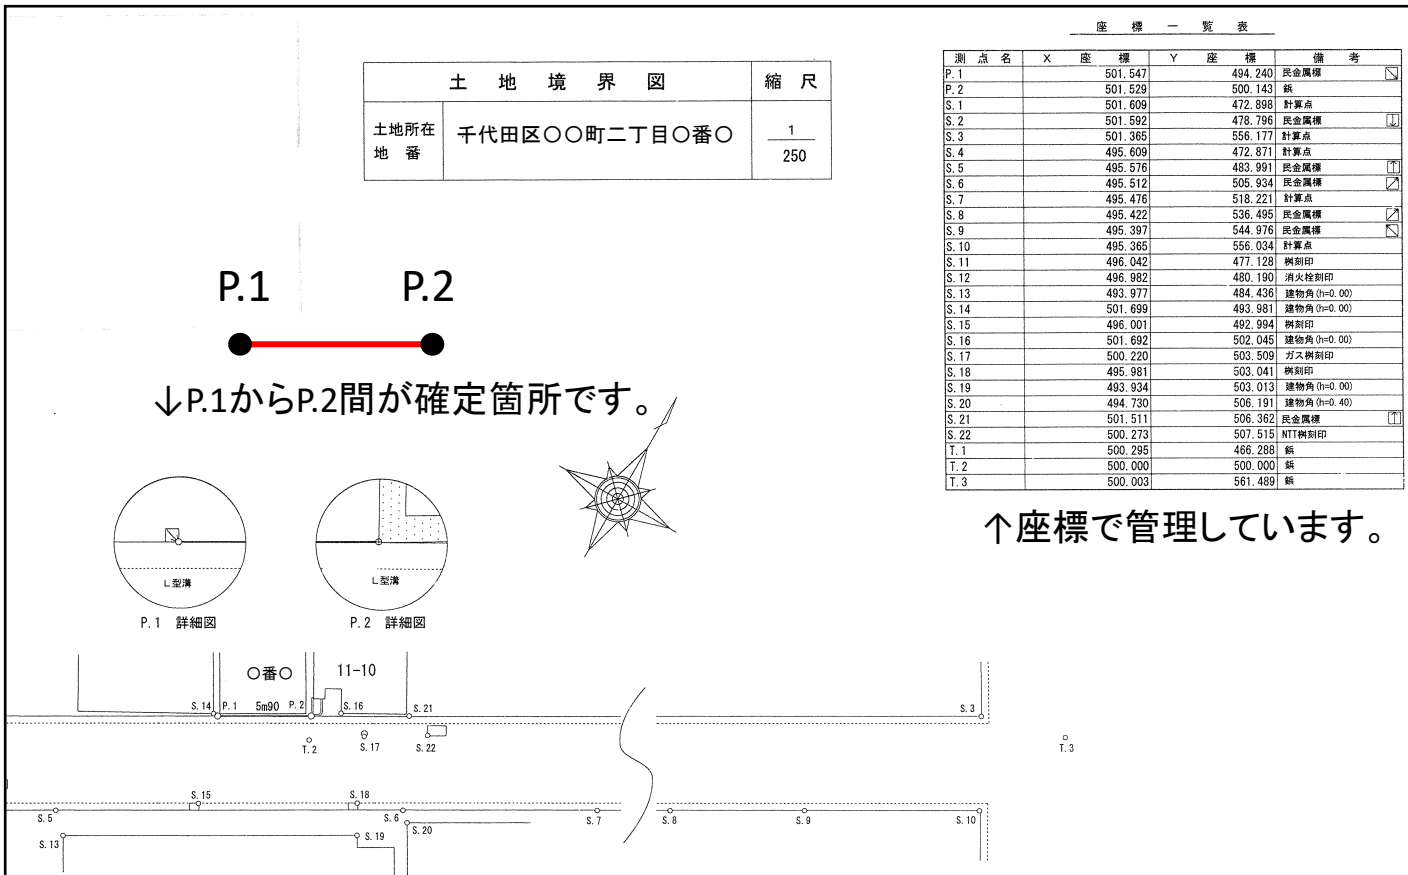 座標一覧表
土地境界図 縮尺
土地所在地番 千代田区〇〇町二丁目〇番〇 1/250
測点名 X座標 Y座標 備考
P.1 501.547 494.240 民金属標
P.2 501.529 500.143 鋲
S.1 501.609 472.898 計算点
S.2 501.592 478.796 民金属標
S.3 501.365 556.177 計算点
S.4 495.609 472.871 計算点
S.5 495.576 483.991 民金属標
S.6 495.512 505.934 民金属標
S.7 495.476 518.221 計算点
S.8 495.422 536.495 民金属標
S.9 495.397 544.976 民金属標
S.10 495.365 556.034 計算点
S.11 496.042 477.128 桝刻印
S.12 496.982 480.190 消火栓刻印
S.13 493.977 484.436 建物角(h=0.00)
S.14 501.699 493.981 建物角(h=0.00)
S.15 496.001 492.994 桝刻印
S.16 501.692 502.045 建物角(h=0.00)
S.17 500.220 503.509 ガス桝刻印
S.18 495.981 503.041 桝刻印
S.19 493.934 503.013 建物角(h=0.00)
S.20 494.730 506.191 建物角(h=0.40)
S.21 501.511 506.362 民金属標
S.22 500.273 507.515 NTT桝刻印
T.1 500.295 466.288 鋲
T.2 500.000 500.000 鋲
T.3 500.003 561.489 鋲
↑座標で管理しています。
P.1 P.2
↓P.1からP.2間が確定箇所です。
L型溝
L型溝
P.1 詳細図
P.2 詳細図
〇番〇 11-10
S.14 P.1 5m90 P.2 S.16 S.21 S.3
T.2 S.17 S.22 T.3
S.15 S.18
S.5 S.6 S.7 S.8 S.9 S.10
S.13 S.19 S.20